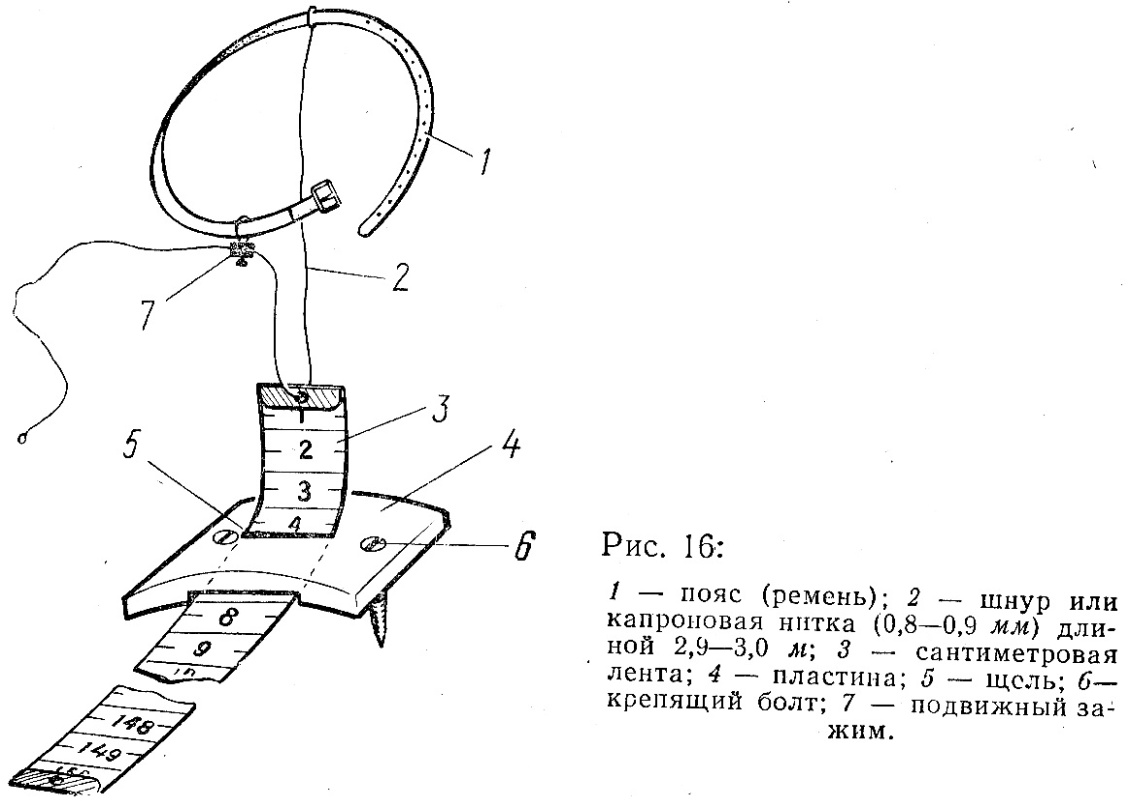 1
2
7
1
2
3
4
3
4
5
6
8
9
148
149
Рис. 16:
1 — пояс (ремень); 2 — шнур или
капроновая нитка (0,8—0,9 мм) дли-
ной 2,9—3,0 м; 3 — сантиметровая
лента; 4 — пластина; 5 — щель; 6—
крепящий болт; 7 — подвижный за-
жим.